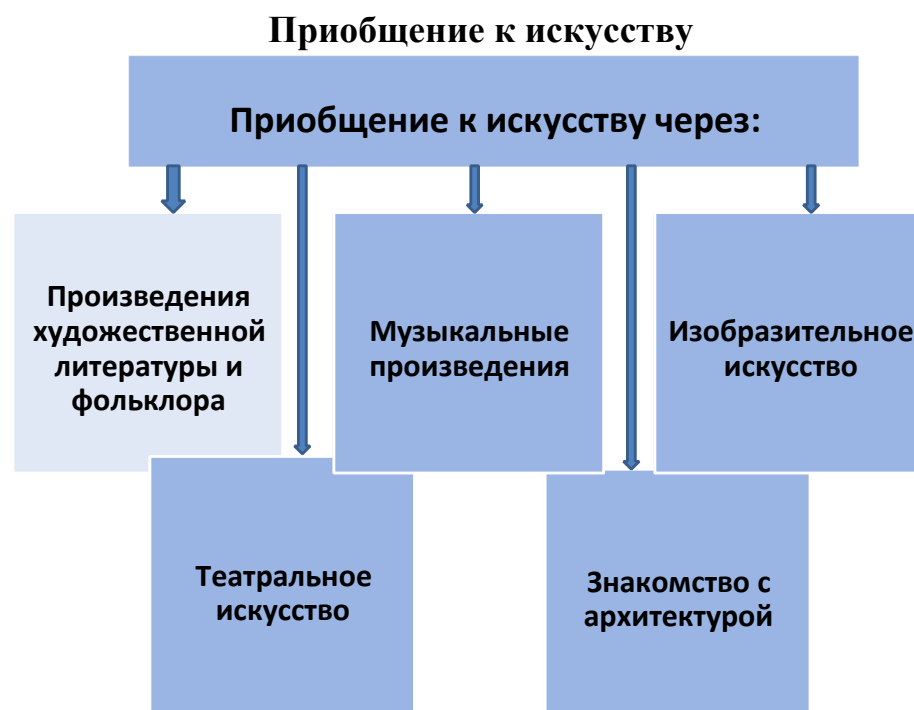 Приобщение к искусству
Приобщение к искусству через:
Произведения
художественной
литературы и
фольклора
Музыкальные
произведения
Изобразительное
искусство
Театральное
искусство
Знакомство с
архитектурой